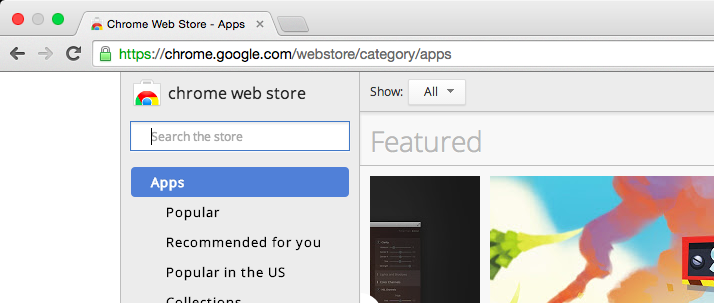 Chrome Web Store - Apps
https://chrome.google.com/webstore/category/apps
chrome web store
Show: All
Search the store
Featured
Apps
Popular
Recommended for you
Popular in the US
Collections